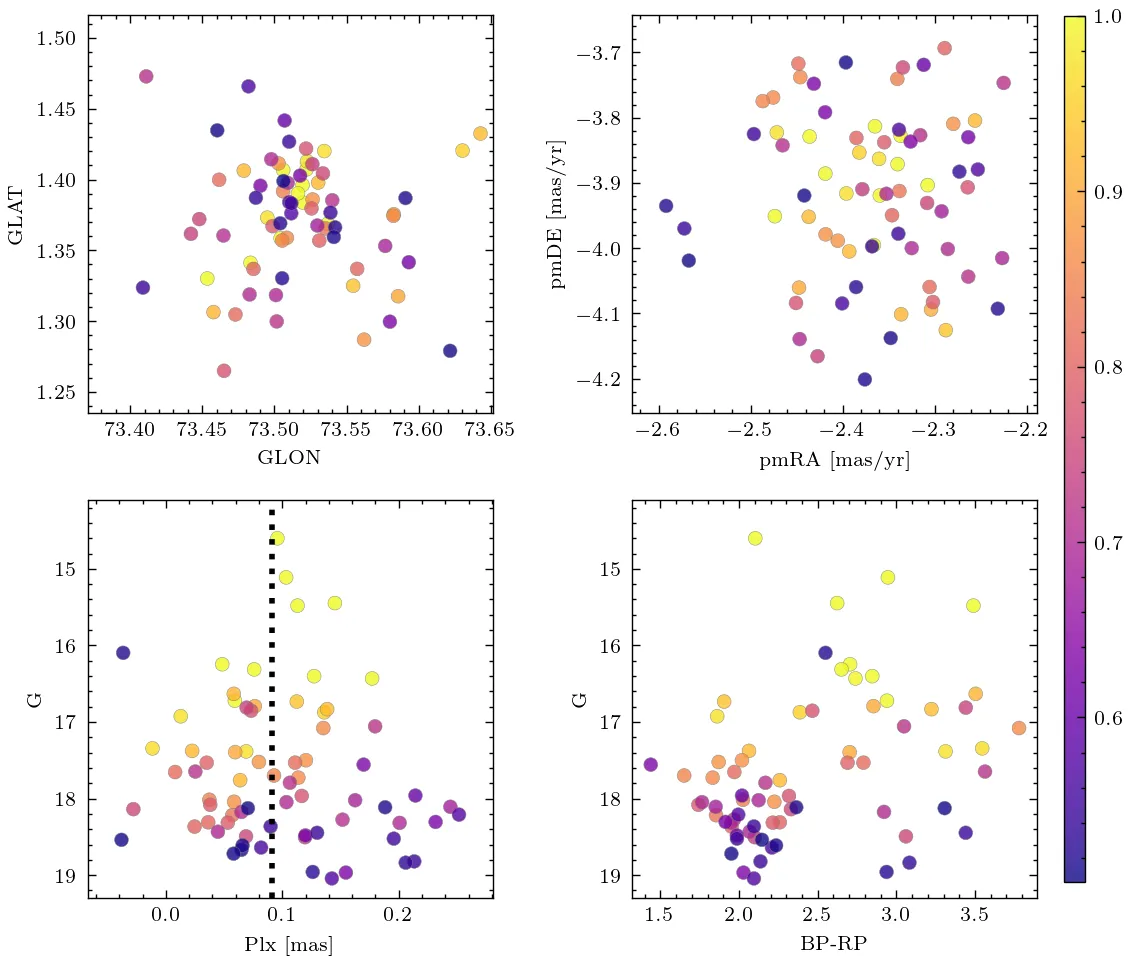 1.50
1.45
1.40
1.35
1.30
1.25
GLAT
73.40 73.45 73.50 73.55 73.60 73.65
GLON
−3.7
−3.8
−3.9
−4.0
−4.1
−4.2
pmDE [mas/yr]
−2.6 −2.5 −2.4 −2.3 −2.2
pmRA [mas/yr]
1.0
0.9
0.8
0.7
0.6
15
16
17
18
19
G
0.0 0.1 0.2
Plx [mas]
15
16
17
18
19
G
1.5 2.0 2.5 3.0 3.5
BP-RP